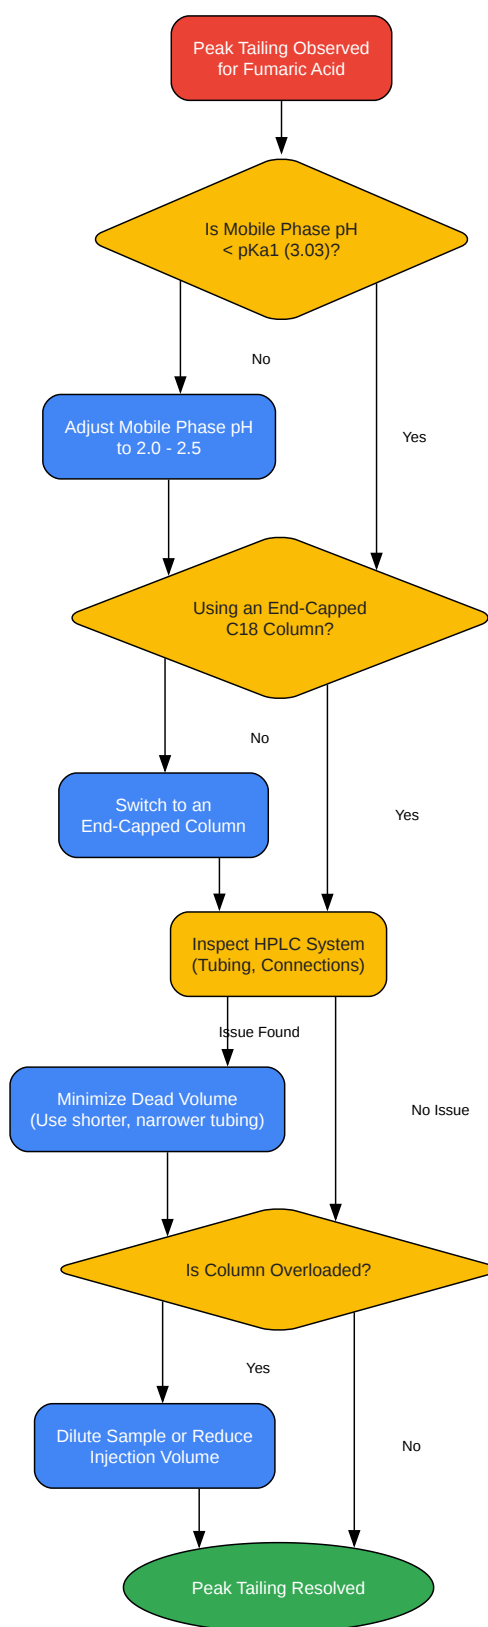 Peak Tailing Observed
for Fumaric Acid
Is Mobile Phase pH
< pKa1 (3.03)?
No
Adjust Mobile Phase pH
to 2.0 - 2.5
Yes
Using an End-Capped
C18 Column?
No
Switch to an
End-Capped Column
Yes
Inspect HPLC System
(Tubing, Connections)
Issue Found
Minimize Dead Volume
(Use shorter, narrower tubing)
No Issue
Is Column Overloaded?
Yes
Dilute Sample or Reduce
Injection Volume
No
Peak Tailing Resolved